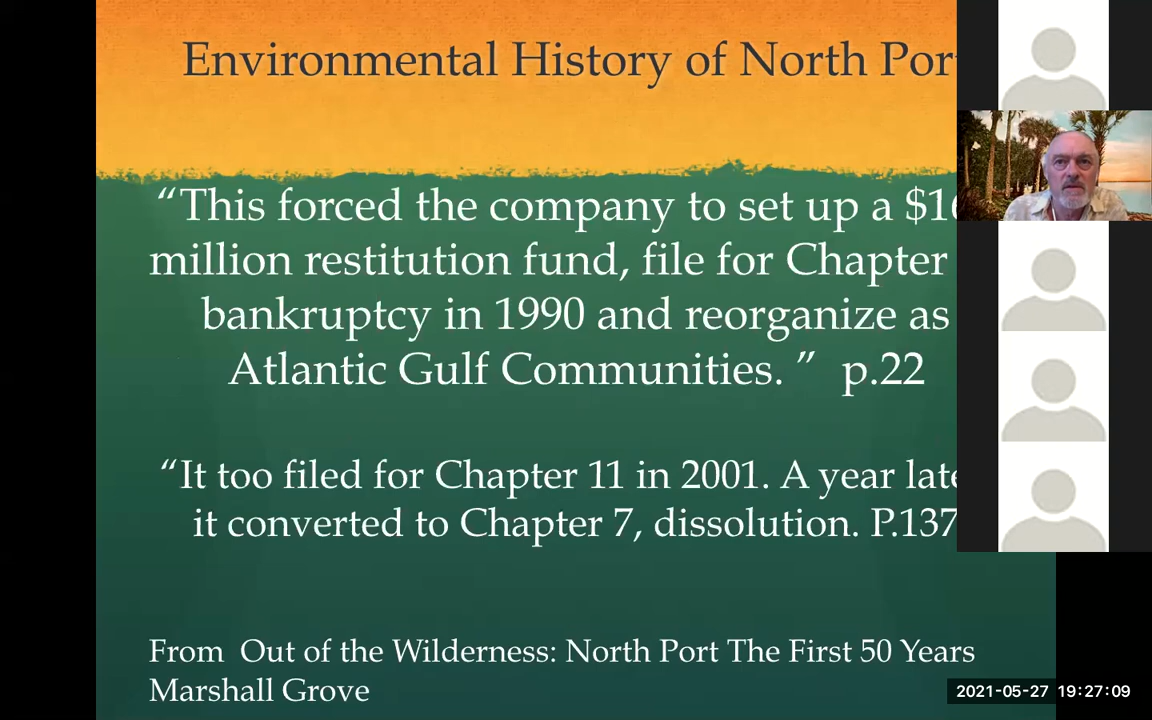 Environmental History of North Port
“This forced the company to set up a
million restitution fund, file for Chapter
bankruptcy in 1990 and reorganize as
Atlantic Gulf Communities. ” p.22
“It too filed for Chapter 11 in 2001. A year
it converted to Chapter 7, dissolution. P.137
From Out of the Wilderness: North Port The First 50 Years
Marshall Grove
2021-05-27 19:27:09